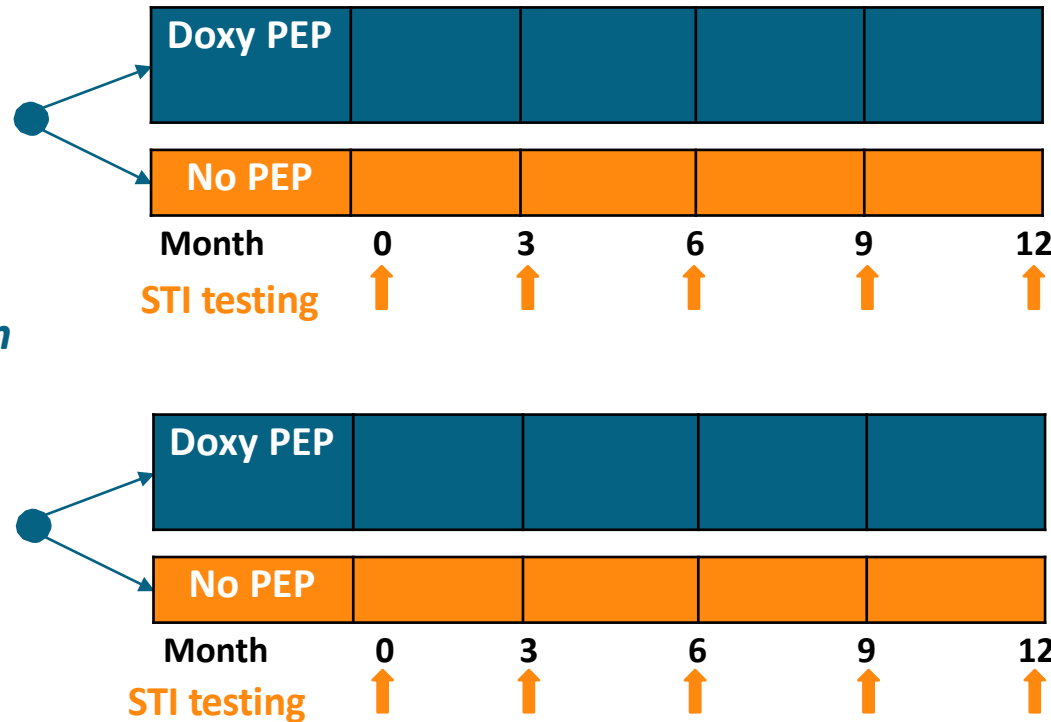 Doxy PEP
No PEP
Month 0 3 6 9 12
STI testing
Doxy PEP
No PEP
Month 0 3 6 9 12
STI testing